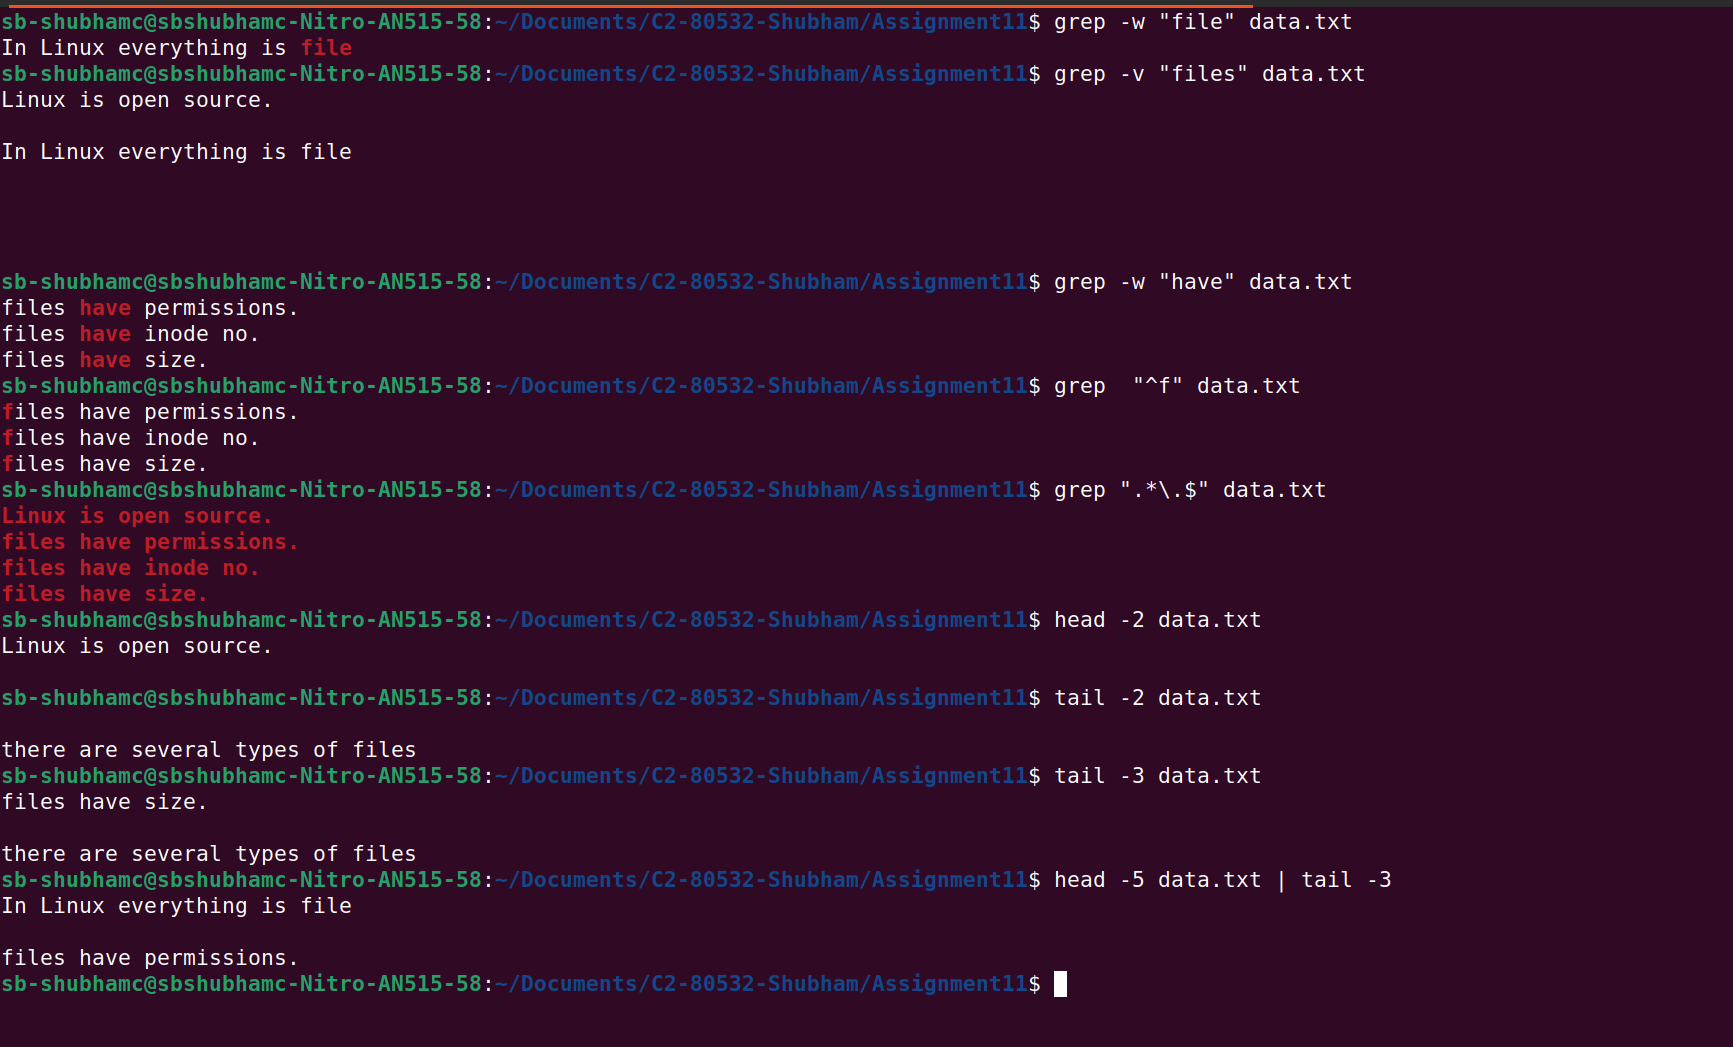 sb-shubhamc@sbshubhamc-Nitro-AN515-58:~/Documents/C2-80532-Shubham/Assignment11$ grep -w "file" data.txt
In Linux everything is file
sb-shubhamc@sbshubhamc-Nitro-AN515-58:~/Documents/C2-80532-Shubham/Assignment11$ grep -v "files" data.txt
Linux is open source.

In Linux everything is file




sb-shubhamc@sbshubhamc-Nitro-AN515-58:~/Documents/C2-80532-Shubham/Assignment11$ grep -w "have" data.txt
files have permissions.
files have inode no.
files have size.
sb-shubhamc@sbshubhamc-Nitro-AN515-58:~/Documents/C2-80532-Shubham/Assignment11$ grep  "^f" data.txt
files have permissions.
files have inode no.
files have size.
sb-shubhamc@sbshubhamc-Nitro-AN515-58:~/Documents/C2-80532-Shubham/Assignment11$ grep ".*\.$" data.txt
Linux is open source.
files have permissions.
files have inode no.
files have size.
sb-shubhamc@sbshubhamc-Nitro-AN515-58:~/Documents/C2-80532-Shubham/Assignment11$ head -2 data.txt
Linux is open source.

sb-shubhamc@sbshubhamc-Nitro-AN515-58:~/Documents/C2-80532-Shubham/Assignment11$ tail -2 data.txt

there are several types of files
sb-shubhamc@sbshubhamc-Nitro-AN515-58:~/Documents/C2-80532-Shubham/Assignment11$ tail -3 data.txt
files have size.

there are several types of files
sb-shubhamc@sbshubhamc-Nitro-AN515-58:~/Documents/C2-80532-Shubham/Assignment11$ head -5 data.txt | tail -3
In Linux everything is file

files have permissions.
sb-shubhamc@sbshubhamc-Nitro-AN515-58:~/Documents/C2-80532-Shubham/Assignment11$